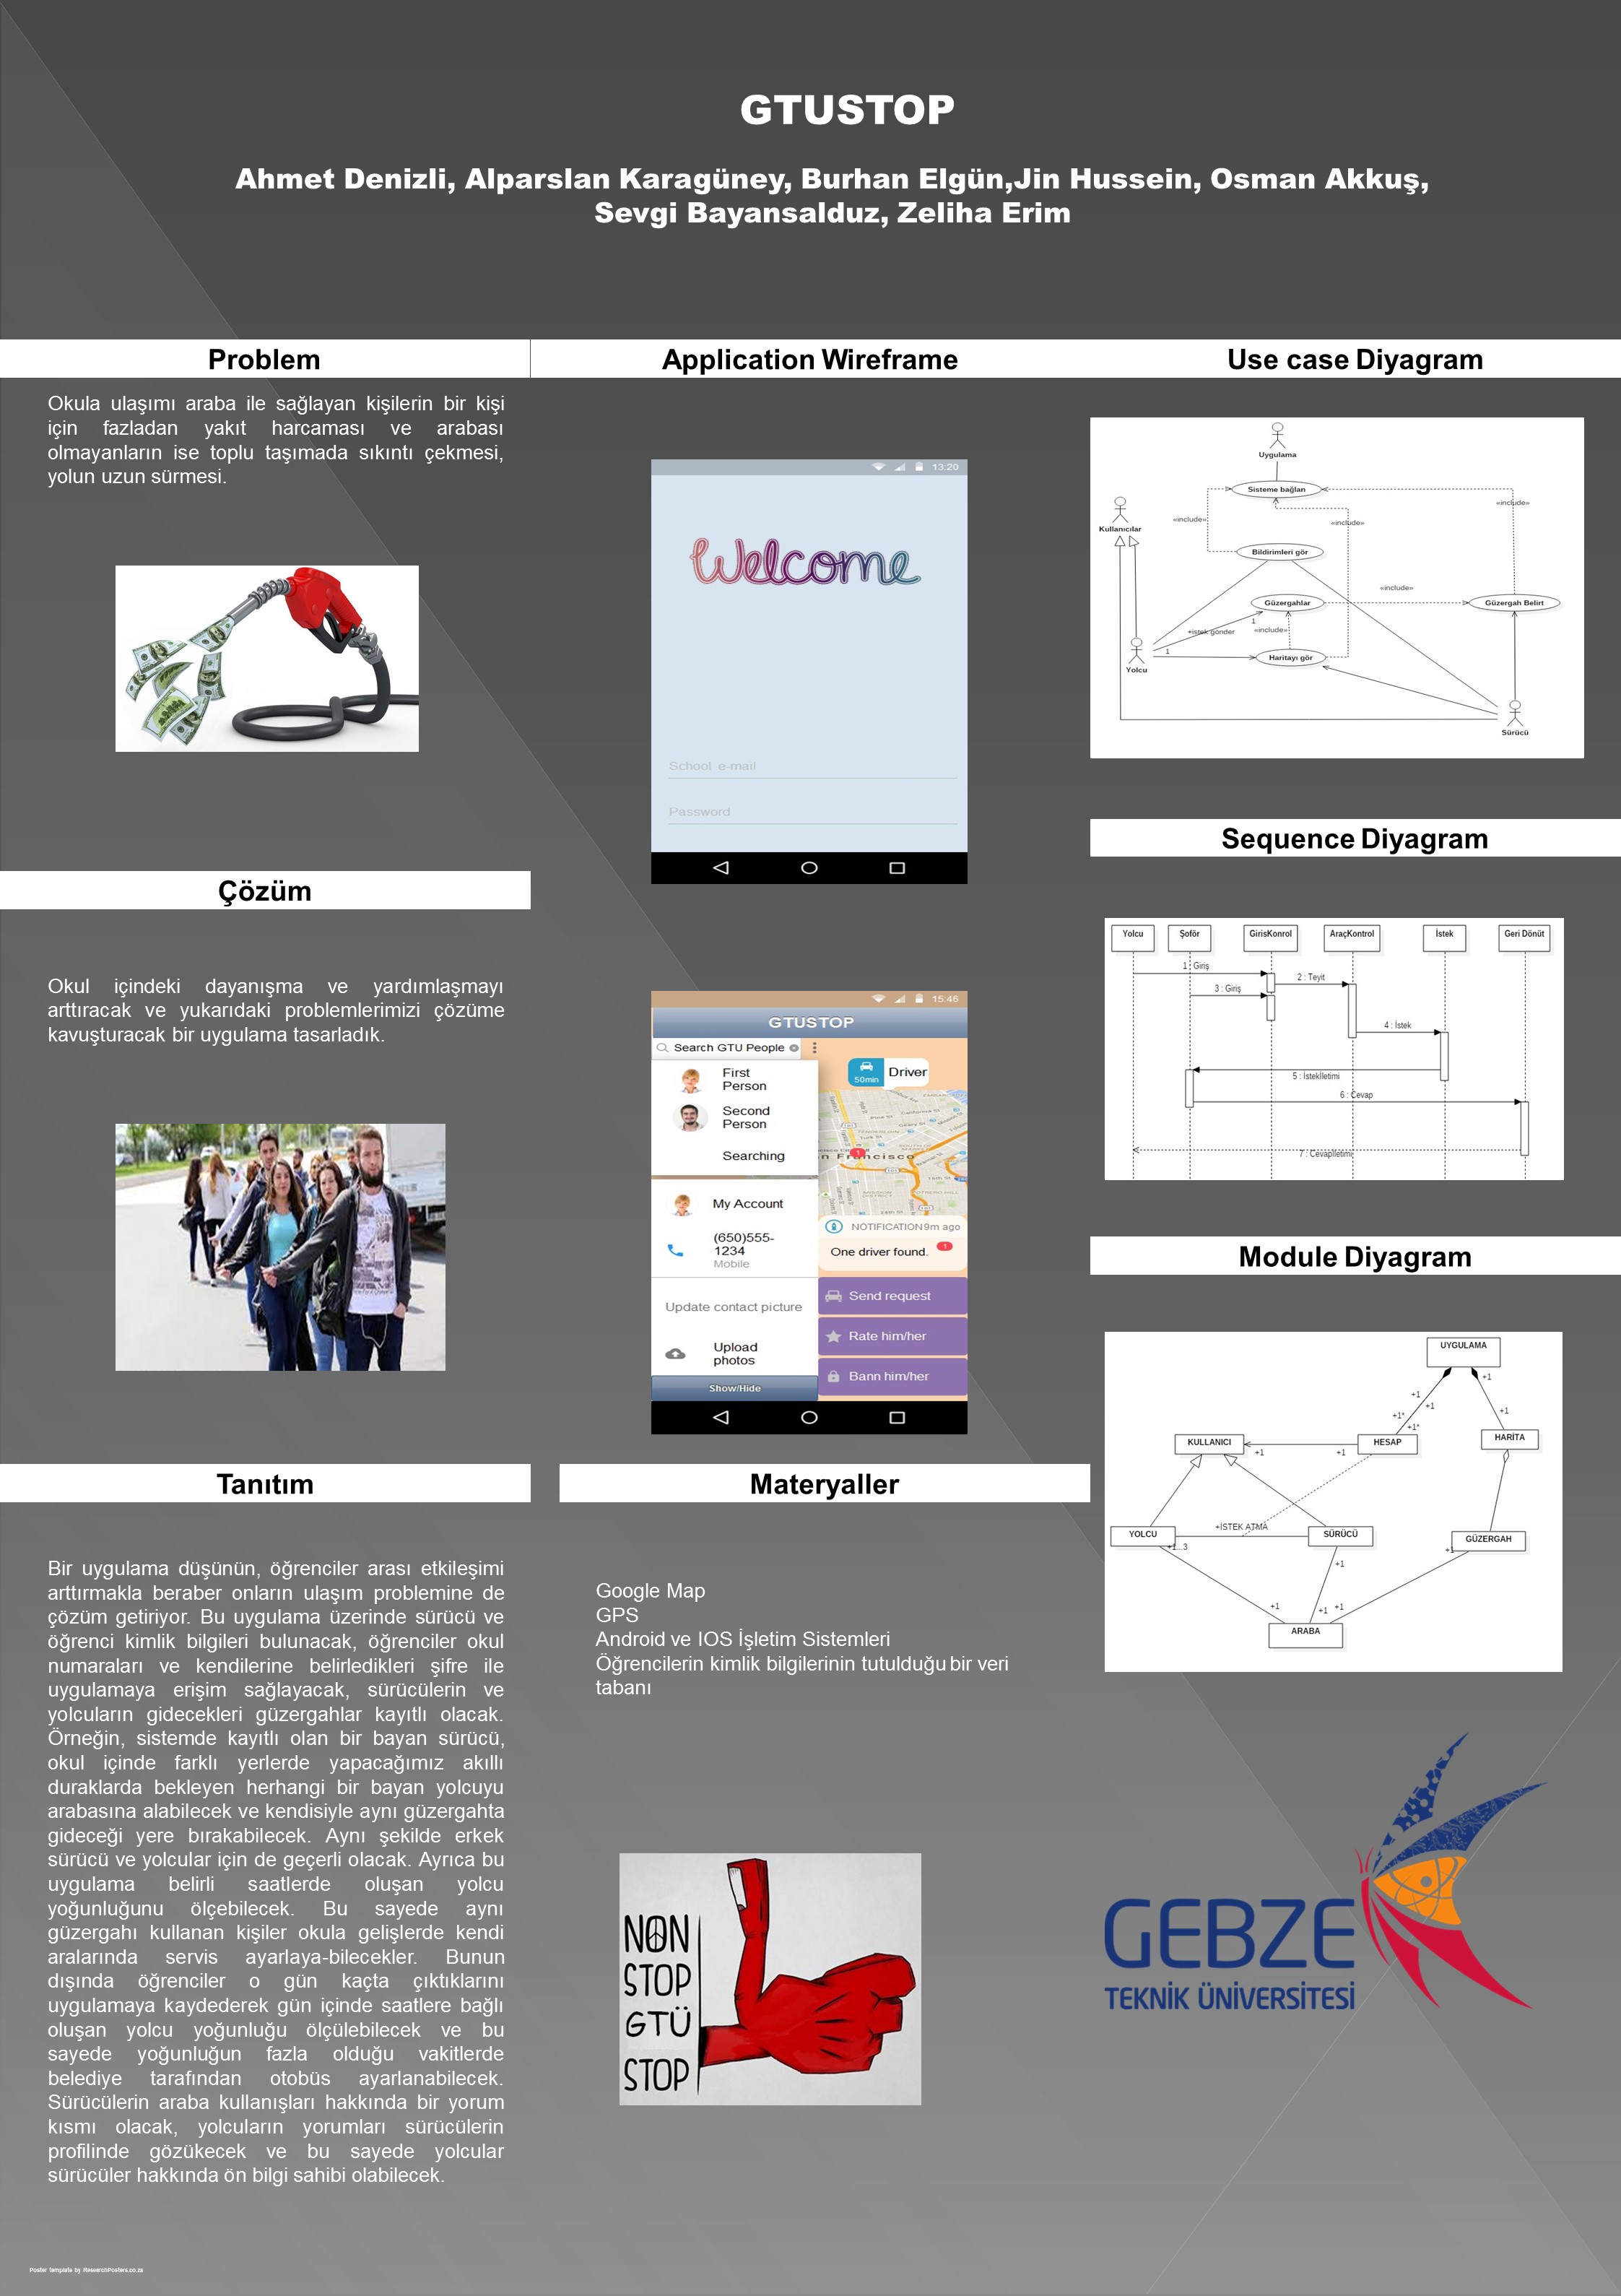 GTUSTOP
Ahmet Denizli, Alparslan Karagüney, Burhan Elgün,Jin Hussein, Osman Akkuş,
Sevgi Bayansalduz, Zeliha Erim
Problem
Okula ulaşımı araba ile sağlayan kişilerin bir kişi
için fazladan yakıt harcaması ve arabası
olmayanların ise toplu taşımada sıkıntı çekmesi,
yolun uzun sürmesi.
Çözüm
Okul içindeki dayanışma ve yardımlaşmayı
arttıracak ve yukarıdaki problemlerimizi çözüme
kavuşturacak bir uygulama tasarladık.
Tanıtım
Bir uygulama düşünün, öğrenciler arası etkileşimi
arttırmakla beraber onların ulaşım problemine de
çözüm getiriyor. Bu uygulama üzerinde sürücü ve
öğrenci kimlik bilgileri bulunacak, öğrenciler okul
numaraları ve kendilerine belirledikleri şifre ile
uygulamaya erişim sağlayacak, sürücülerin ve
yolcuların gidecekleri güzergahlar kayıtlı olacak.
Örneğin, sistemde kayıtlı olan bir bayan sürücü,
okul içinde farklı yerlerde yapacağımız akıllı
duraklarda bekleyen herhangi bir bayan yolcuyu
arabasına alabilecek ve kendisiyle aynı güzergahta
gideceği yere bırakabilecek. Aynı şekilde erkek
sürücü ve yolcular için de geçerli olacak. Ayrıca bu
uygulama belirli saatlerde oluşan yolcu
yoğunluğunu ölçebilecek. Bu sayede aynı
güzergahı kullanan kişiler okula gelişlerde kendi
aralarında servis ayarlaya-bilecekler. Bunun
dışında öğrenciler o gün kaçta çıktıklarını
uygulamaya kaydederek gün içinde saatlere bağlı
oluşan yolcu yoğunluğu ölçülebilecek ve bu
sayede yoğunluğun fazla olduğu vakitlerde
belediye tarafından otobüs ayarlanabilecek.
Sürücülerin araba kullanışları hakkında bir yorum
kısmı olacak, yolcuların yorumları sürücülerin
profilinde gözükecek ve bu sayede yolcular
sürücüler hakkında ön bilgi sahibi olabilecek.
Poster template by ResearchPosters.co.za
Application Wireframe
13:20
Welcome
School e-mail
Password
15:46
GTUSTOP
Search GTU People
First
Person
Second
Person
Searching
My Account
(650)555-
1234
Mobile
Update contact picture
Upload
photos
Show/Hide
50min
Driver
n Francisco
1
NOTIFICATION 9m ago
One driver found.
1
Send request
Rate him/her
Bann him/her
Materyaller
Google Map
GPS
Android ve IOS İşletim Sistemleri
Öğrencilerin kimlik bilgilerinin tutulduğu bir veri
tabanı
NON
STOP
GTÜ
STOP
Use case Diyagram
Uygulama
Sisteme bağlan
«include»
Kullanıcılar
«include»
«include»
Bildirimleri gör
«include»
Güzergahlar
Güzergah Belirt
1
+istek gönder
«include»
1
Haritayı gör
Yolcu
Sürücü
Sequence Diyagram
Yolcu
Şoför
GirisKonrol
AraçKontrol
İstek
Geri Dönüt
1 : Giriş
2 : Teyit
3 : Giriş
4 : İstek
5 : İstekİletimi
6 : Cevap
7 : Cevapİletimi
Module Diyagram
UYGULAMA
+1
+1
+1
+1
+1*
+1*
KULLANICI
HESAP
HARİTA
+1
+1
YOLCU
+İSTEK ATMA
SÜRÜCÜ
GÜZERGAH
+1...3
+1
+1
+1
+1
+1
ARABA
GEBZE
TEKNİK ÜNİVERSİTESİ